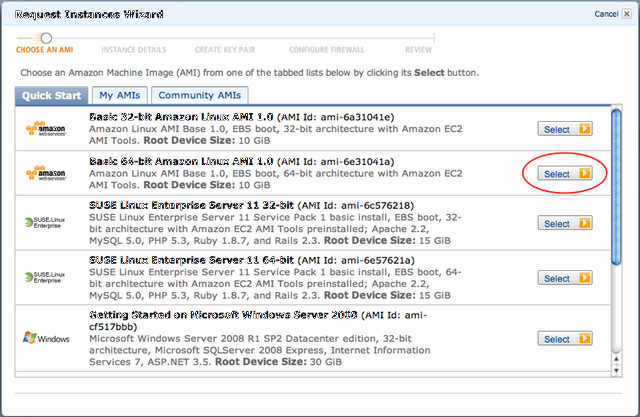 Request Instances Wizard
Cancel X
CHOOSE AN AMI INSTANCE DETAILS CREATE KEY PAIR CONFIGURE FIREWALL REVIEW
Choose an Amazon Machine Image (AMI) from one of the tabbed lists below by clicking its Select button.
Quick Start My AMIs Community AMIs
amazon webservices™
Basic 32-bit Amazon Linux AMI 1.0 (AMI Id: ami-6a31041e)
Amazon Linux AMI Base 1.0, EBS boot, 32-bit architecture with Amazon EC2
AMI Tools. Root Device Size: 10 GiB
Select
amazon webservices™
Basic 64-bit Amazon Linux AMI 1.0 (AMI Id: ami-6e31041a)
Amazon Linux AMI Base 1.0, EBS boot, 64-bit architecture with Amazon EC2
AMI Tools. Root Device Size: 10 GiB
Select
SUSE Linux Enterprise
SUSE Linux Enterprise Server 11 32-bit (AMI Id: ami-6c576218)
SUSE Linux Enterprise Server 11 Service Pack 1 basic install, EBS boot, 32-
bit architecture with Amazon EC2 AMI Tools preinstalled; Apache 2.2,
MySQL 5.0, PHP 5.3, Ruby 1.8.7, and Rails 2.3. Root Device Size: 15 GiB
Select
SUSE Linux Enterprise
SUSE Linux Enterprise Server 11 64-bit (AMI Id: ami-6e57621a)
SUSE Linux Enterprise Server 11 Service Pack 1 basic install, EBS boot, 64-
bit architecture with Amazon EC2 AMI Tools preinstalled; Apache 2.2,
MySQL 5.0, PHP 5.3, Ruby 1.8.7, and Rails 2.3. Root Device Size: 15 GiB
Select
Windows
Getting Started on Microsoft Windows Server 2008 (AMI Id: ami-
cf517bbb)
Microsoft Windows Server 2008 R1 SP2 Datacenter edition, 32-bit
architecture, Microsoft SQLServer 2008 Express, Internet Information
Services 7, ASP.NET 3.5. Root Device Size: 30 GiB
Select